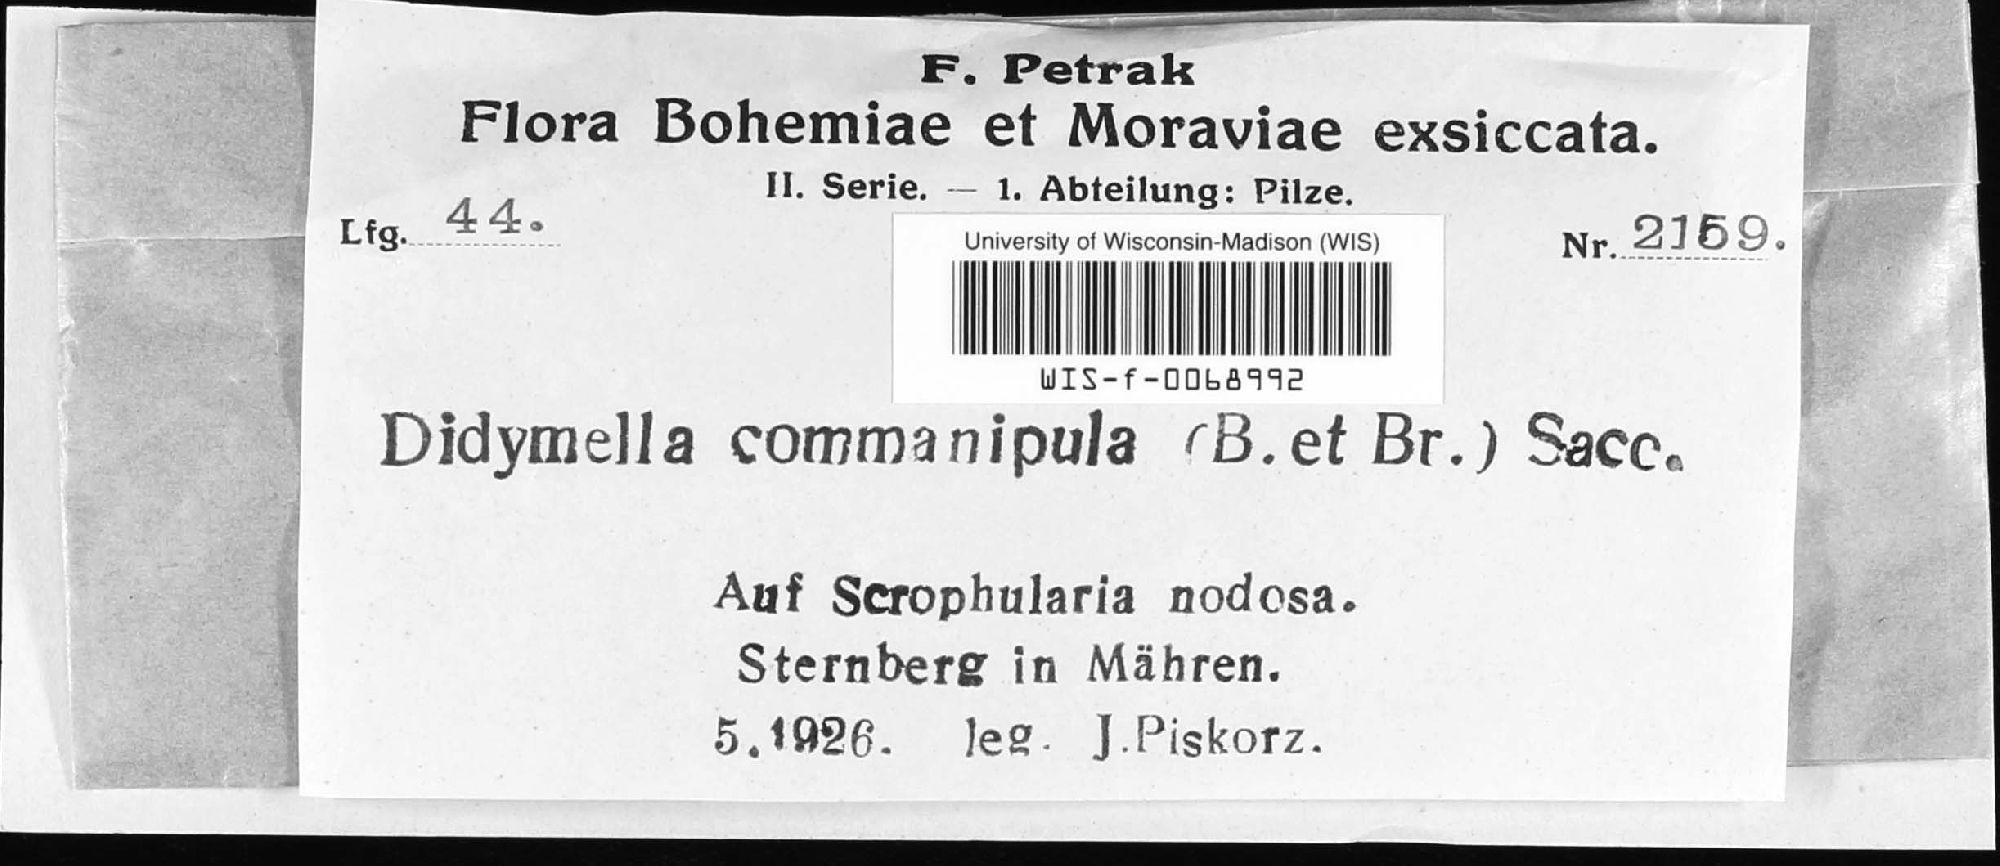 F. Petrak
Flora Bohemiae et Moraviae exsiccata.
II. Serie. — 1. Abteilung: Pilze.
Lfg. 44.
Nr. 2159.
University of Wisconsin-Madison (WIS)
WIS-f-0068992
Didymella commanipula (B. et Br.) Sacc.
Auf Scrophularia nodosa.
Sternberg in Mähren.
5.1926. leg. J.Piskorz.